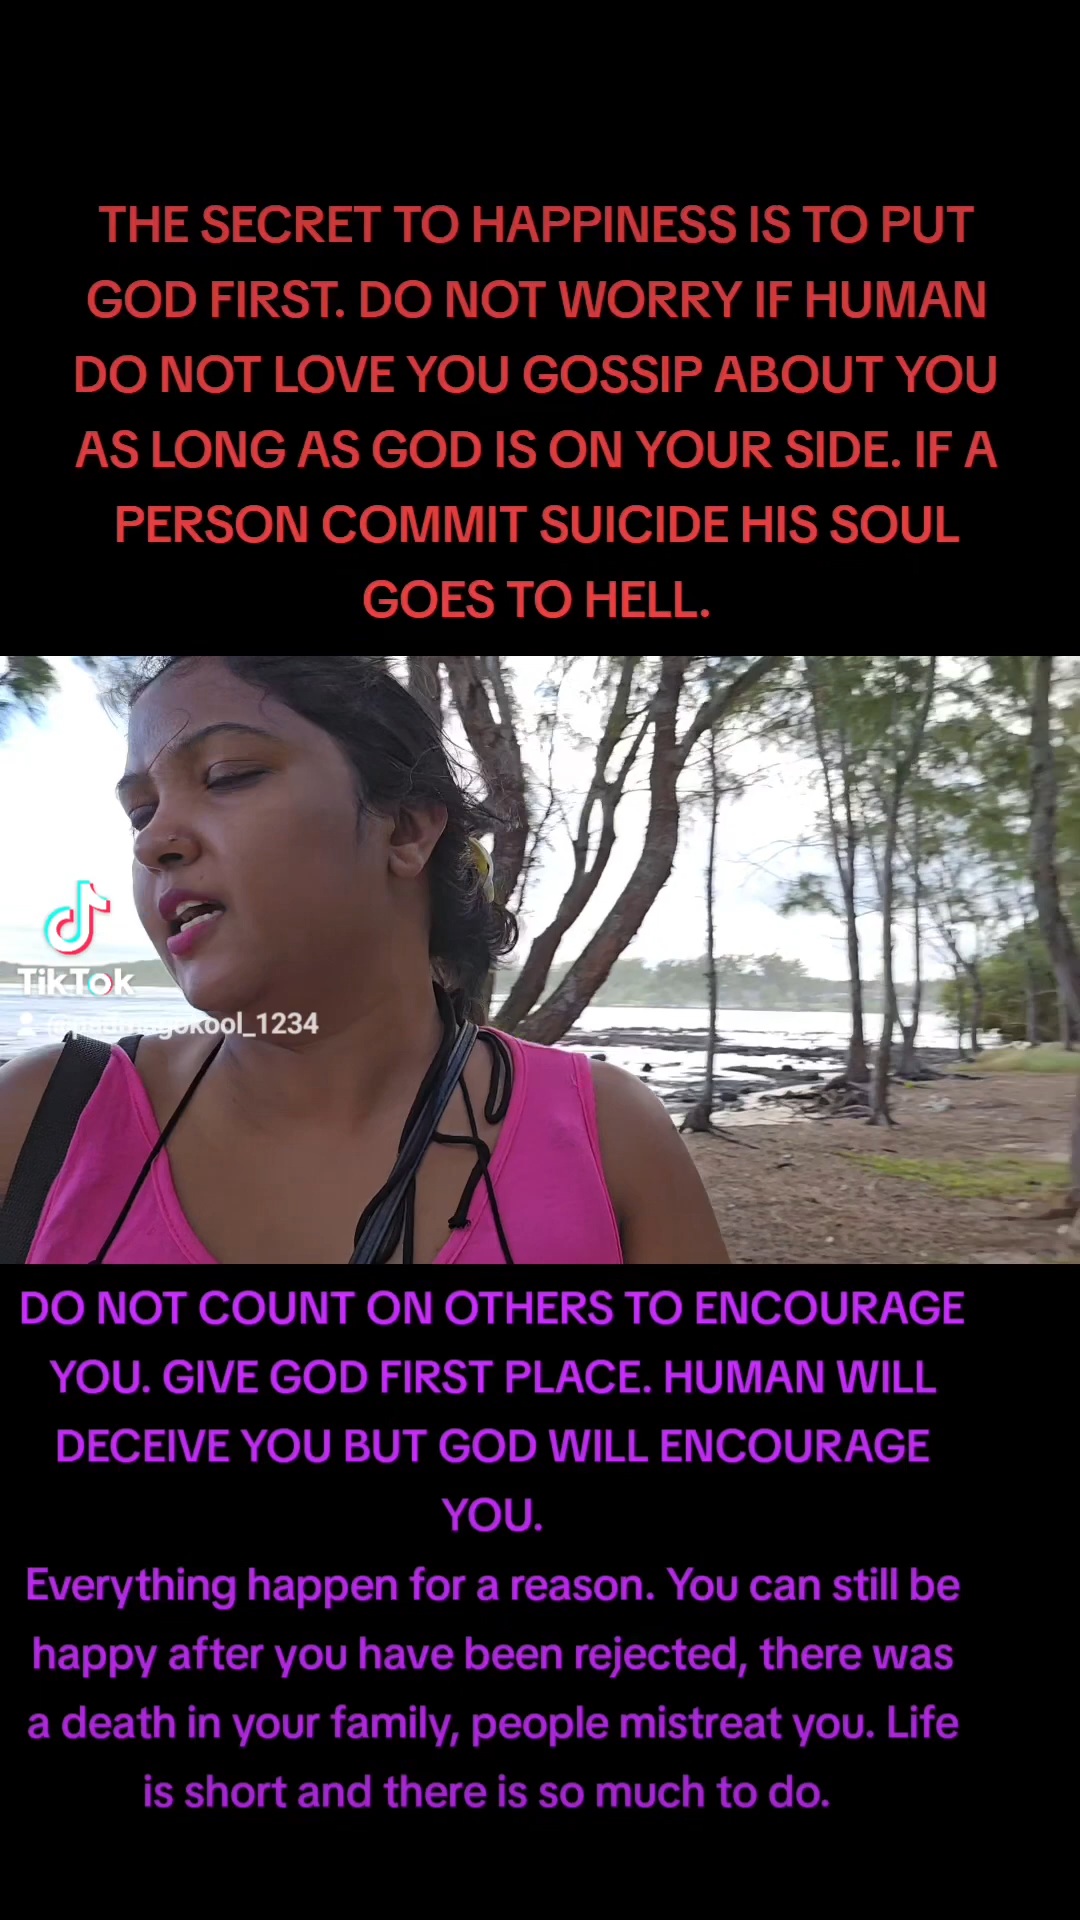 THE SECRET TO HAPPINESS IS TO PUT
GOD FIRST. DO NOT WORRY IF HUMAN
DO NOT LOVE YOU GOSSIP ABOUT YOU
AS LONG AS GOD IS ON YOUR SIDE. IF A
PERSON COMMIT SUICIDE HIS SOUL
GOES TO HELL.
TikTok
DO NOT COUNT ON OTHERS TO ENCOURAGE
YOU. GIVE GOD FIRST PLACE. HUMAN WILL
DECEIVE YOU BUT GOD WILL ENCOURAGE
YOU.
Everything happen for a reason. You can still be
happy after you have been rejected, there was
a death in your family, people mistreat you. Life
is short and there is so much to do.